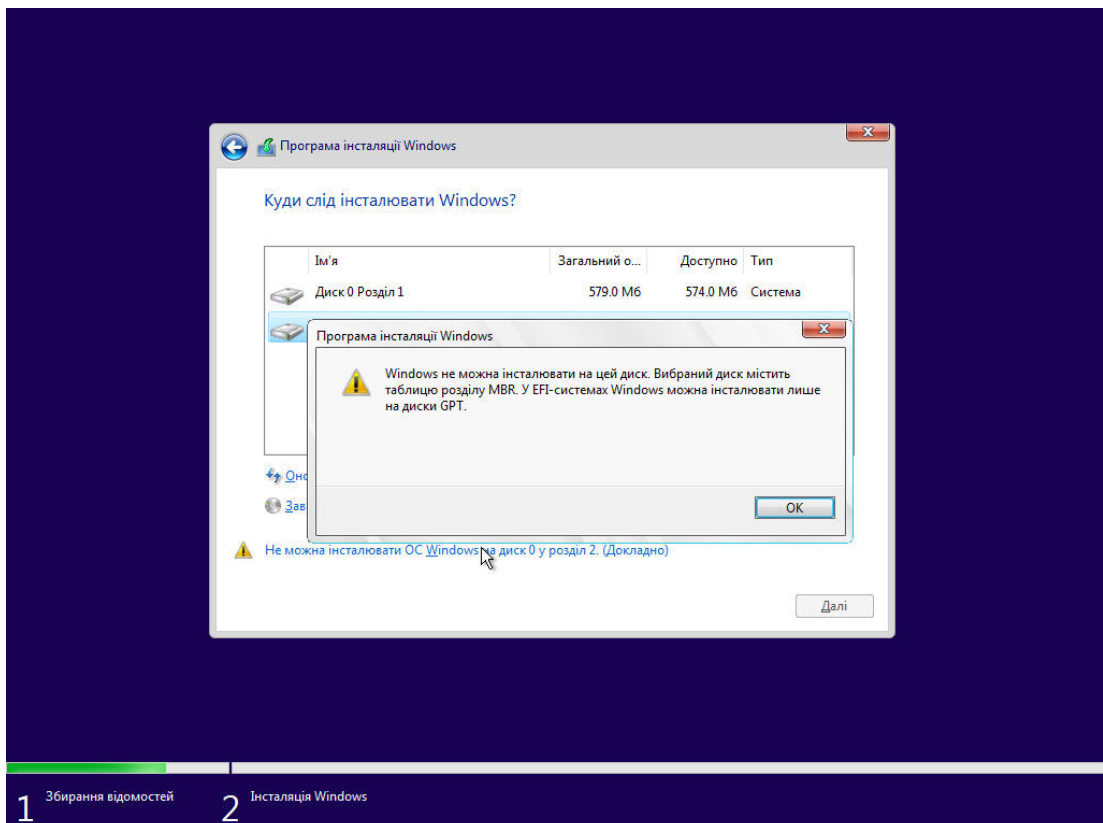 Програма інсталяції Windows
Куди слід інсталювати Windows?
Ім'я Загальний о... Доступно Тип
Диск 0 Розділ 1 579.0 Мб 574.0 Мб Система
Програма інсталяції Windows
Windows не можна інсталювати на цей диск. Вибраний диск містить
таблицю розділу MBR. У EFI-системах Windows можна інсталювати лише
на диски GPT.
Оно
Зав
OK
Не можна інсталювати ОС Windows на диск 0 у розділ 2. (Докладно)
Далі
1 Збирання відомостей
2 Інсталяція Windows